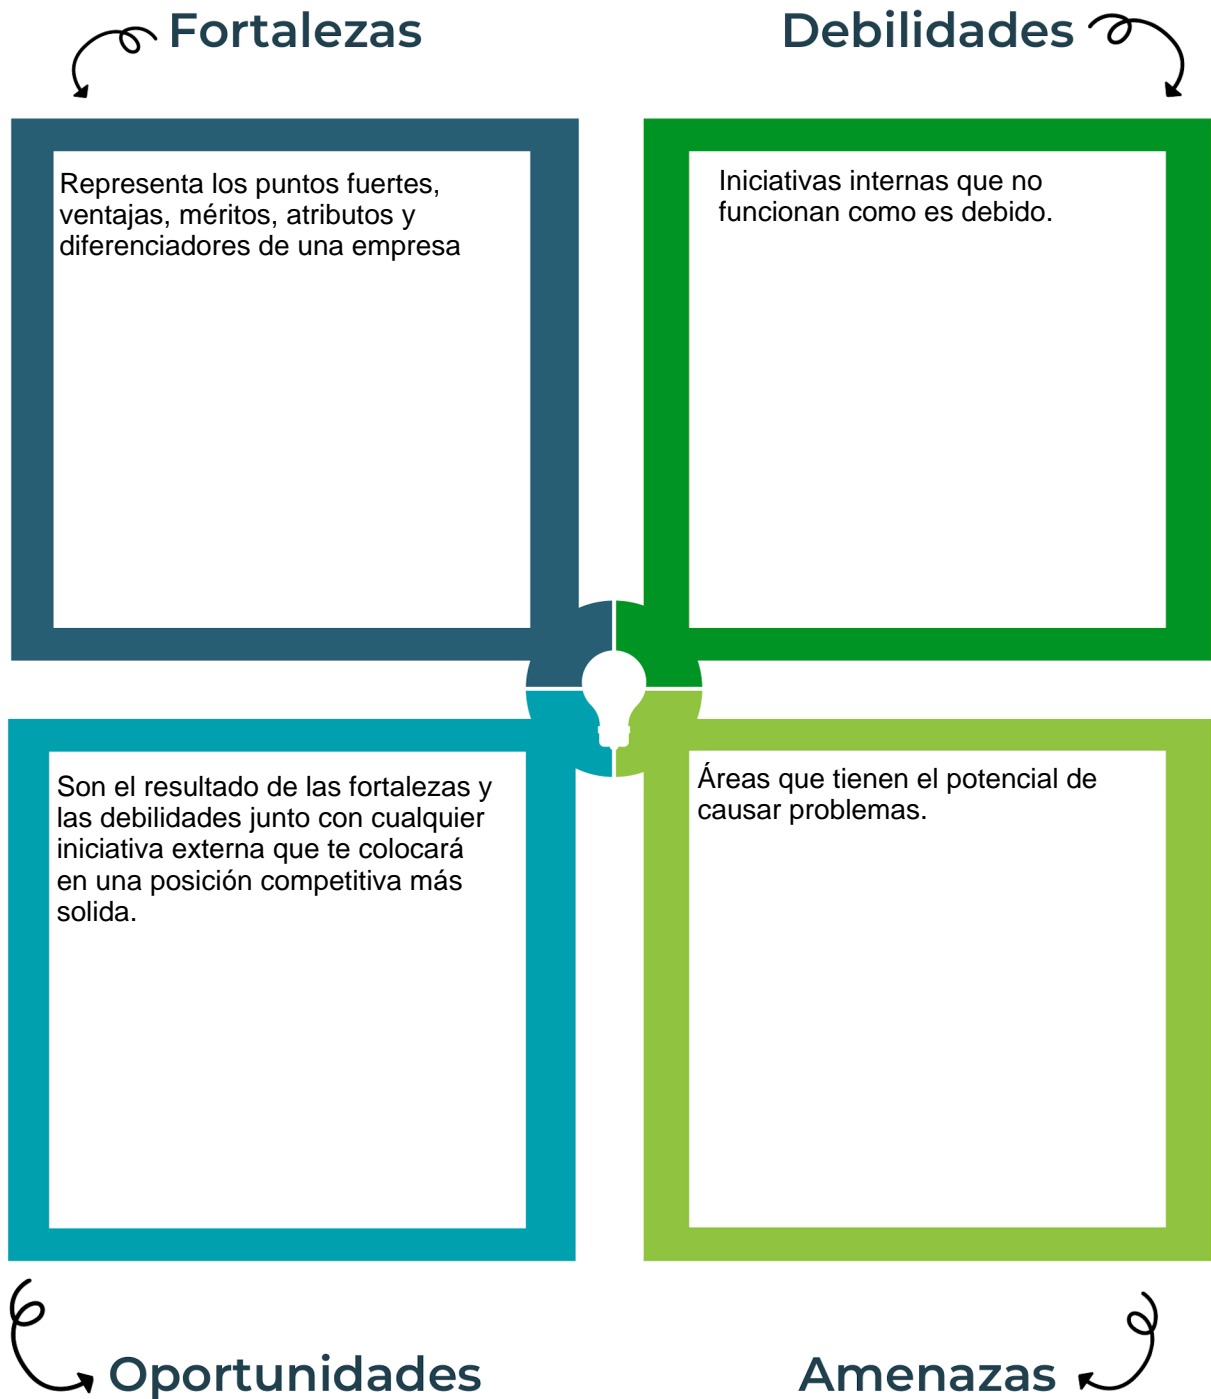 Fortalezas
Representa los puntos fuertes,
ventajas, méritos, atributos y
diferenciadores de una empresa
Debilidades
Iniciativas internas que no
funcionan como es debido.
Son el resultado de las fortalezas y
las debilidades junto con cualquier
iniciativa externa que te colocará
en una posición competitiva más
solida.
Oportunidades
Áreas que tienen el potencial de
causar problemas.
Amenazas